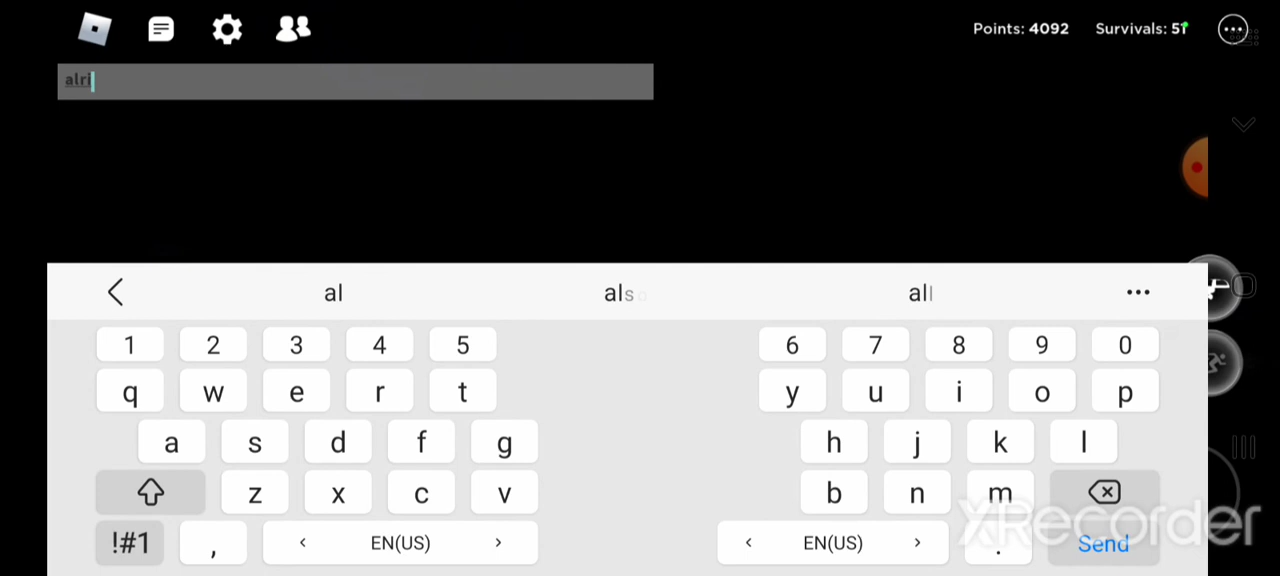 Points: 4092 Survivals: 51
alri
al also all
1 2 3 4 5 6 7 8 9 0
q w e r t y u i o p
a s d f g h j k l
z x c v b n m
!#1 , < EN(US) > < EN(US) > . Send
XRecorder